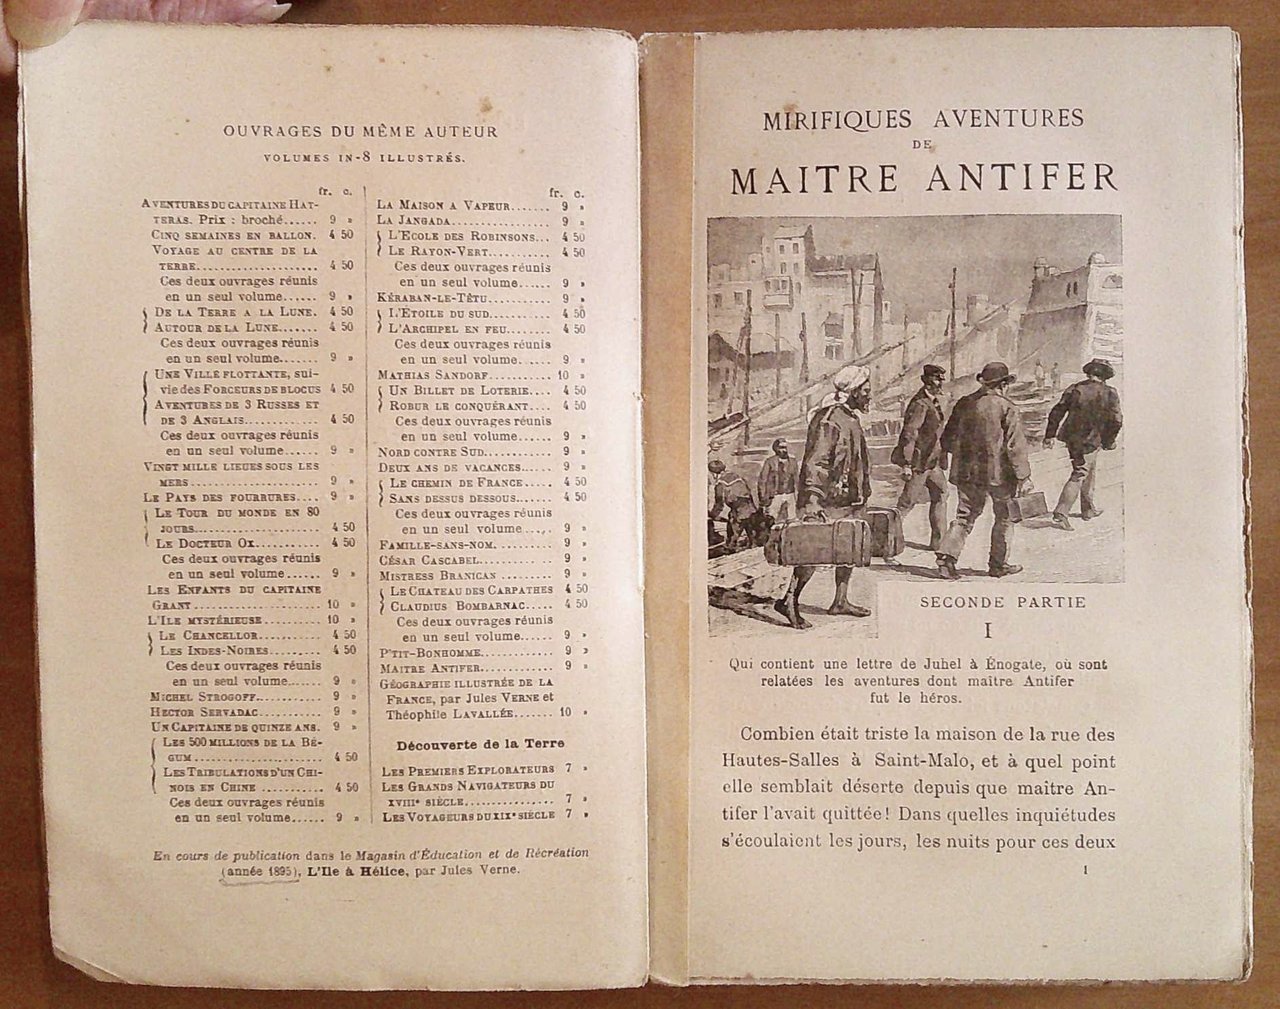 OUVRAGES DU MÊME AUTEUR
VOLUMES IN-8 ILLUSTRÉS.
fr. c.
AVENTURES DU CAPITAINE HAT-
TERAS. Prix : broché...... 9 »
CINQ SEMAINES EN BALLON. 4 50
VOYAGE AU CENTRE DE LA
TERRE.................... 4 50
Ces deux ouvrages réunis
en un seul volume...... 9 »
DE LA TERRE A LA LUNE. 4 50
AUTOUR DE LA LUNE....... 4 50
Ces deux ouvrages réunis
en un seul volume....... 9 »
UNE VILLE FLOTTANTE, sui-
vie des FORCEURS DE BLOCUS 4 50
AVENTURES DE 3 RUSSES ET
DE 3 ANGLAIS............ 4 50
Ces deux ouvrages réunis
en un seul volume...... 9 »
VINGT MILLE LIEUES SOUS LES
MERS..................... 9 »
LE PAYS DES FOURRURES.... 9 »
LE TOUR DU MONDE EN 80
JOURS.................... 4 50
LE DOCTEUR OX.......... 4 50
Ces deux ouvrages réunis
en un seul volume...... 9 »
LES ENFANTS DU CAPITAINE
GRANT.................... 10 »
L'ILE MYSTÉRIEUSE.......... 10 »
LE CHANCELLOR.......... 4 50
LES INDES-NOIRES......... 4 50
Ces deux ouvrages réunis
en un seul volume...... 9 »
MICHEL STROGOFF........... 9 »
HECTOR SERVADAC........... 9 »
UN CAPITAINE DE QUINZE ANS. 9 »
LES 500 MILLIONS DE LA BÉ-
GUM...................... 4 50
LES TRIBULATIONS D'UN CHI-
NOIS EN CHINE........... 4 50
Ces deux ouvrages réunis
en un seul volume...... 9 »
fr. c.
LA MAISON A VAPEUR....... 9 »
LA JANGADA............... 9 »
L'ECOLE DES ROBINSONS... 4 50
LE RAYON-VERT.......... 4 50
Ces deux ouvrages réunis
en un seul volume...... 9 »
KÉRABAN-LE-TÊTU.......... 9 »
L'ETOILE DU SUD.......... 4 50
L'ARCHIPEL EN FEU........ 4 50
Ces deux ouvrages réunis
en un seul volume...... 9 »
MATHIAS SANDORF........... 10 »
UN BILLET DE LOTERIE.... 4 50
ROBUR LE CONQUÉRANT.... 4 50
Ces deux ouvrages réunis
en un seul volume...... 9 »
NORD CONTRE SUD........... 9 »
DEUX ANS DE VACANCES..... 9 »
LE CHEMIN DE FRANCE..... 4 50
SANS DESSUS DESSOUS...... 4 50
Ces deux ouvrages réunis
en un seul volume...... 9 »
FAMILLE-SANS-NOM.......... 9 »
CÉSAR CASCABEL............ 9 »
MISTRESS BRANICAN......... 9 »
LE CHATEAU DES CARPATHES 4 50
CLAUDIUS BOMBARNAC..... 4 50
Ces deux ouvrages réunis
en un seul volume...... 9 »
P'TIT-BONHOMME............ 9 »
MAITRE ANTIFER............ 9 »
GÉOGRAPHIE ILLUSTRÉE DE LA
FRANCE, par JULES VERNE et
Théophile LAVALLÉE....... 10 »
Découverte de la Terre
LES PREMIERS EXPLORATEURS 7 »
LES GRANDS NAVIGATEURS DU
XVIIIe SIÈCLE............... 7 »
LES VOYAGEURS DU XIXe SIÈCLE 7 »
En cours de publication dans le Magasin d'Éducation et de Récréation
(année 1895), L'Ile à Hélice, par Jules Verne.
MIRIFIQUES AVENTURES
DE
MAITRE ANTIFER
SECONDE PARTIE
I
Qui contient une lettre de Juhel à Énogate, où sont
relatées les aventures dont maître Antifer
fut le héros.
Combien était triste la maison de la rue des
Hautes-Salles à Saint-Malo, et à quel point
elle semblait déserte depuis que maître An-
tifer l'avait quittée! Dans quelles inquiétudes
s'écoulaient les jours, les nuits pour ces deux
1